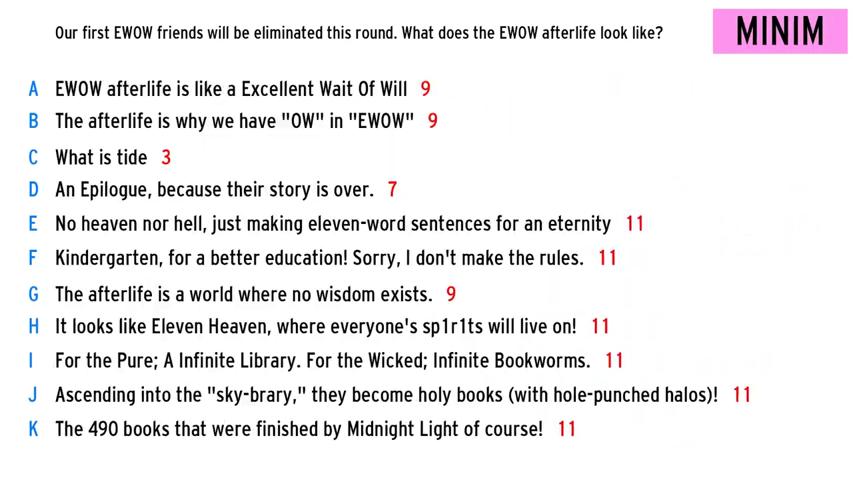 Our first EWOW friends will be eliminated this round. What does the EWOW afterlife look like?
MINIM
A EWOW afterlife is like a Excellent Wait Of Will 9
B The afterlife is why we have "OW" in "EWOW" 9
C What is tide 3
D An Epilogue, because their story is over. 7
E No heaven nor hell, just making eleven-word sentences for an eternity 11
F Kindergarten, for a better education! Sorry, I don't make the rules. 11
G The afterlife is a world where no wisdom exists. 9
H It looks like Eleven Heaven, where everyone's sp1r1ts will live on! 11
I For the Pure; A Infinite Library. For the Wicked; Infinite Bookworms. 11
J Ascending into the "sky-brary," they become holy books (with hole-punched halos)! 11
K The 490 books that were finished by Midnight Light of course! 11